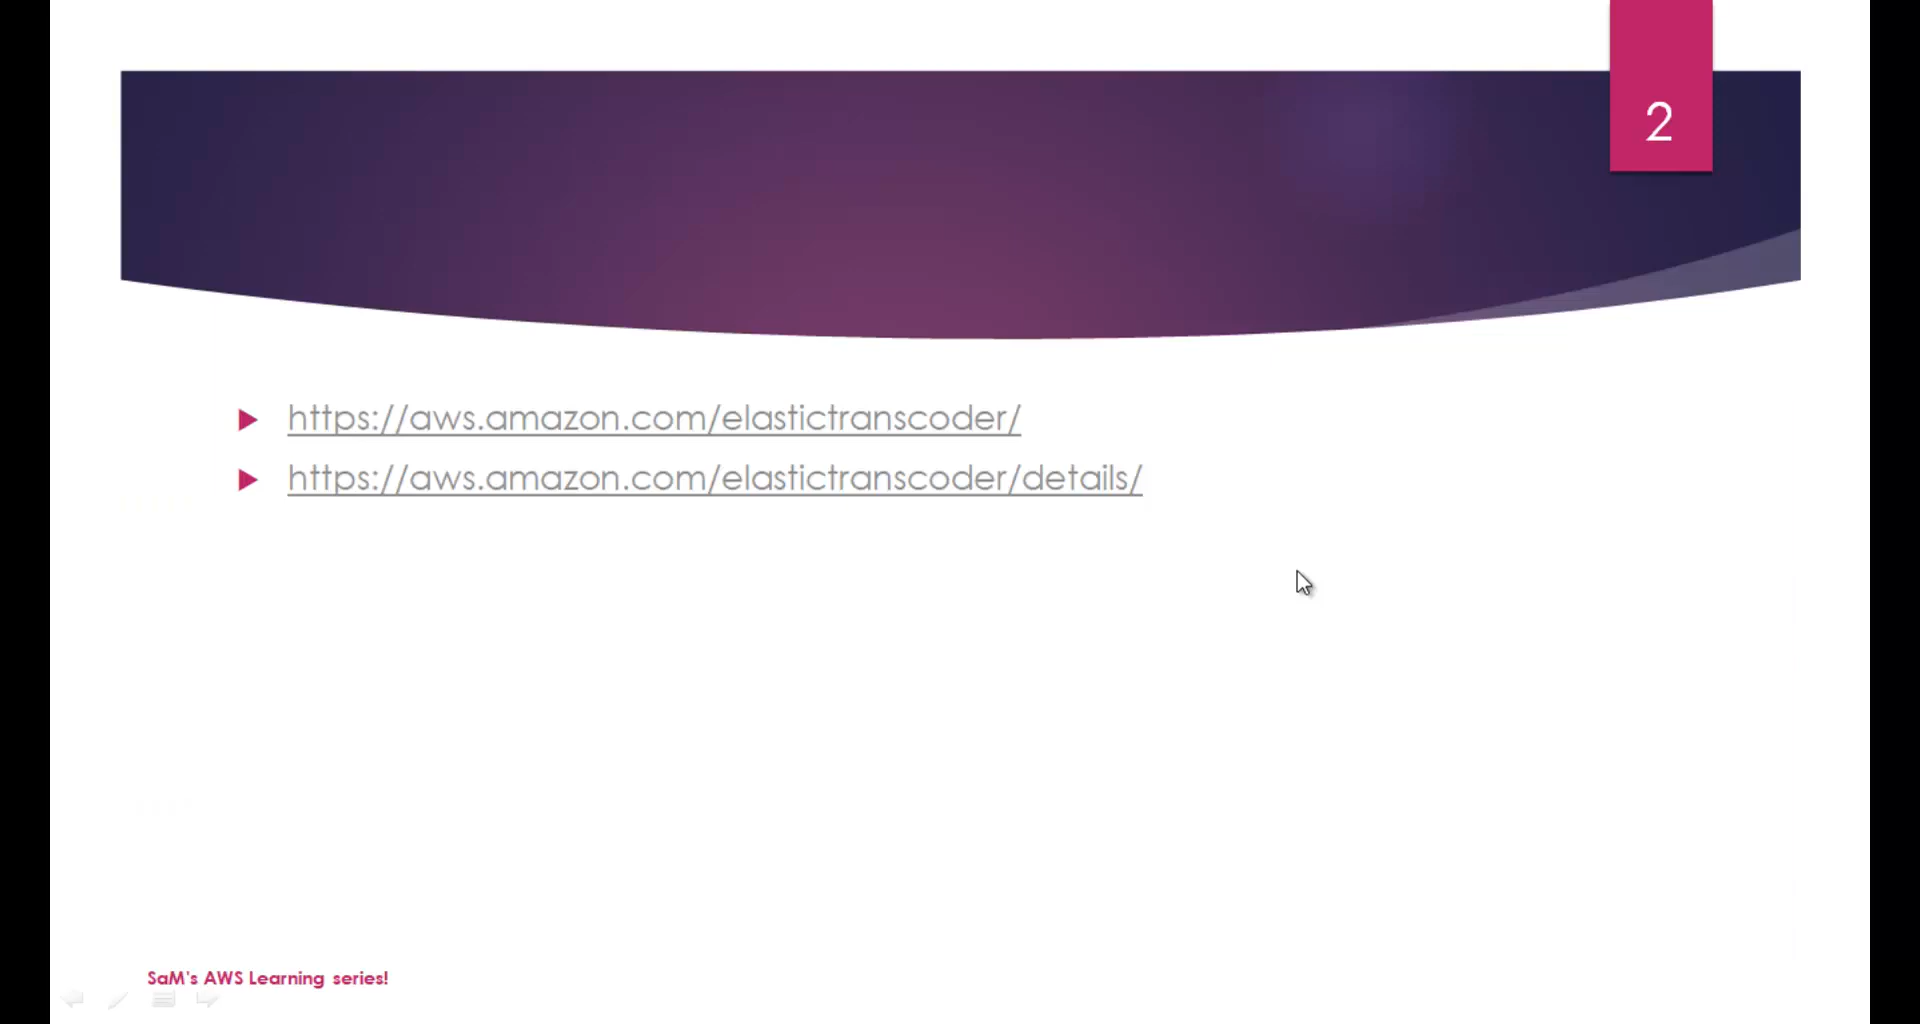 2
https://aws.amazon.com/elastictranscoder/
https://aws.amazon.com/elastictranscoder/details/
SaM's AWS Learning series!